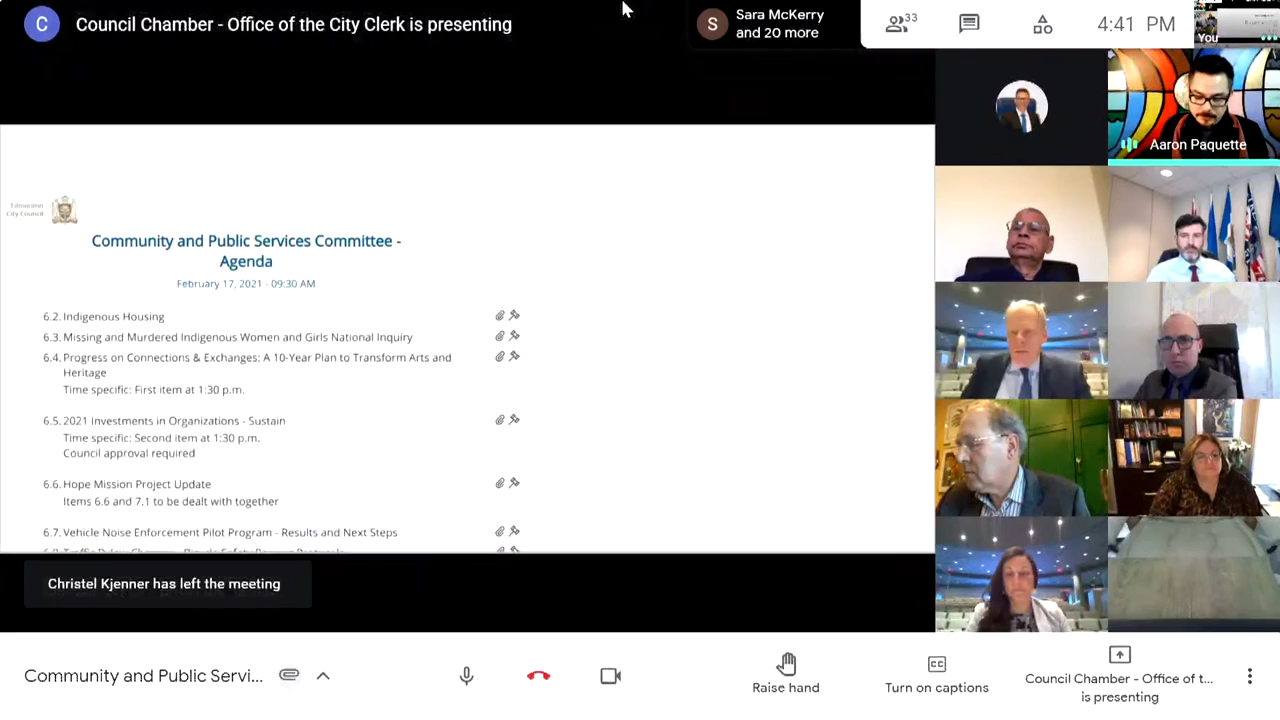 C Council Chamber - Office of the City Clerk is presenting
S Sara McKerry
and 20 more
33
4:41 PM
You
Aaron Paquette
Edmonton
City Council
Community and Public Services Committee -
Agenda
February 17, 2021 - 09:30 AM
6.2. Indigenous Housing
6.3. Missing and Murdered Indigenous Women and Girls National Inquiry
6.4. Progress on Connections & Exchanges: A 10-Year Plan to Transform Arts and
Heritage
Time specific: First item at 1:30 p.m.
6.5. 2021 Investments in Organizations - Sustain
Time specific: Second item at 1:30 p.m.
Council approval required
6.6. Hope Mission Project Update
Items 6.6 and 7.1 to be dealt with together
6.7. Vehicle Noise Enforcement Pilot Program - Results and Next Steps
Christel Kjenner has left the meeting
Community and Public Servi...
Raise hand
CC
Turn on captions
Council Chamber - Office of t...
is presenting